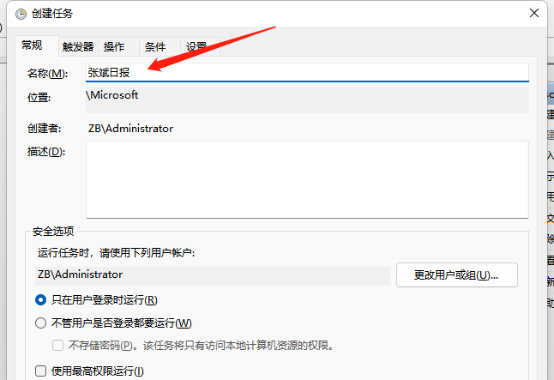 创建任务
常规 触发器 操作 条件 设置
名称(M): 张斌日报
位置: \Microsoft
创建者: ZB\Administrator
描述(D):
安全选项
运行任务时，请使用下列用户帐户:
ZB\Administrator 更改用户或组(U)...
只在用户登录时运行(R)
不管用户是否登录都要运行(W)
不存储密码(P)。该任务将只有访问本地计算机资源的权限。
使用最高权限运行(I)